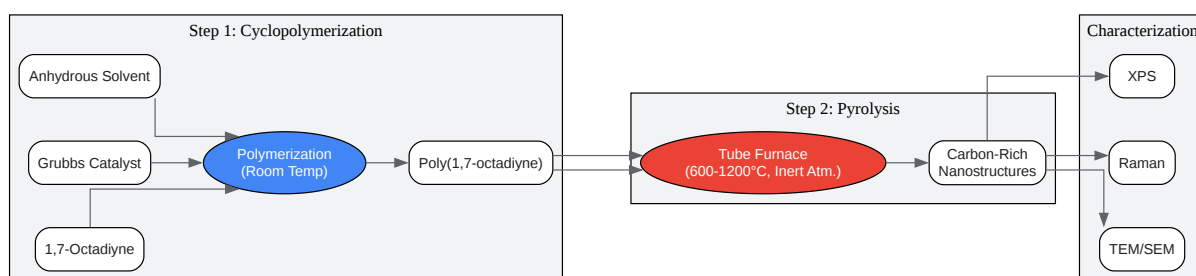 Step 1: Cyclopolymerization
Anhydrous Solvent
Grubbs Catalyst
1,7-Octadiyne
Polymerization
(Room Temp)
Poly(1,7-octadiyne)
Step 2: Pyrolysis
Tube Furnace
(600-1200°C, Inert Atm.)
Carbon-Rich
Nanostructures
Characterization
XPS
Raman
TEM/SEM